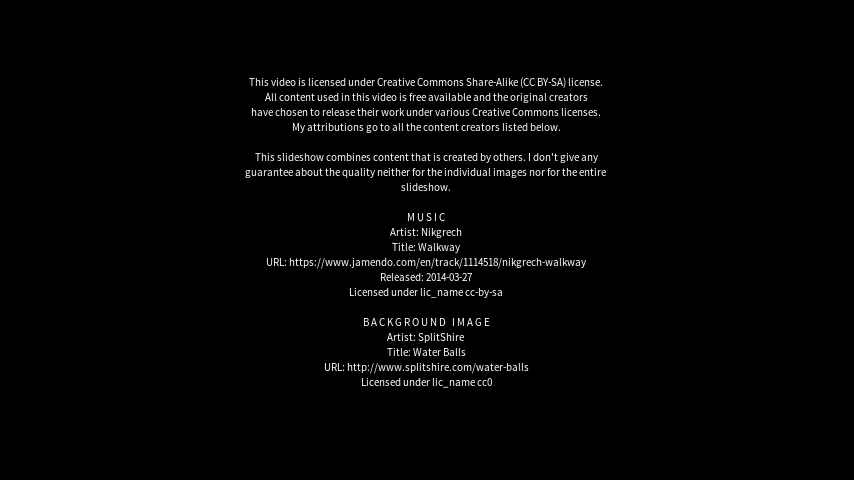 This video is licensed under Creative Commons Share-Alike (CC BY-SA) license.
All content used in this video is free available and the original creators
have chosen to release their work under various Creative Commons licenses.
My attributions go to all the content creators listed below.
This slideshow combines content that is created by others. I don't give any
guarantee about the quality neither for the individual images nor for the entire
slideshow.
MUSIC
Artist: Nikgrech
Title: Walkway
URL: https://www.jamendo.com/en/track/1114518/nikgrech-walkway
Released: 2014-03-27
Licensed under lic_name cc-by-sa
BACKGROUND IMAGE
Artist: SplitShire
Title: Water Balls
URL: http://www.splitshire.com/water-balls
Licensed under lic_name cc0